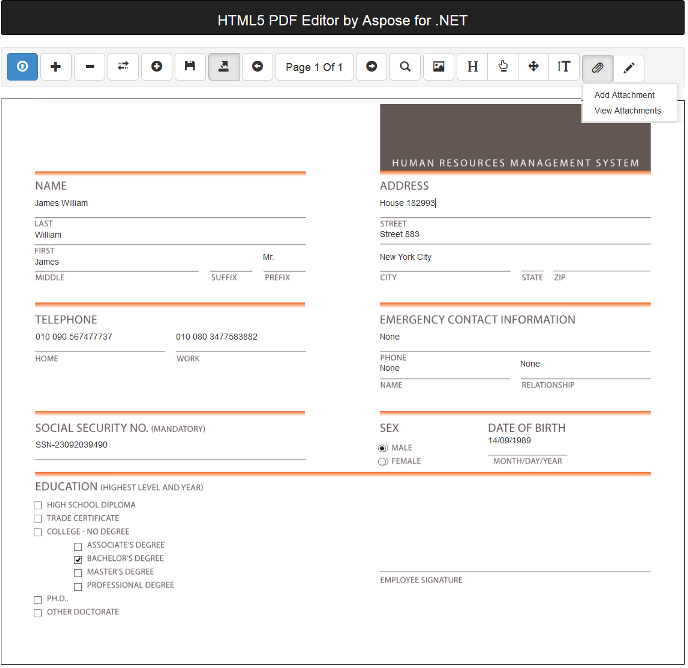 HTML5 PDF Editor by Aspose for .NET
Page 1 Of 1
H
T
Add Attachment
View Attachments
HUMAN RESOURCES MANAGEMENT SYSTEM
NAME
James William
LAST
William
FIRST
James Mr.
MIDDLE SUFFIX PREFIX
ADDRESS
House 182993
STREET
Street 883
New York City
CITY STATE ZIP
TELEPHONE
010 090 567477737 010 080 3477583882
HOME WORK
EMERGENCY CONTACT INFORMATION
None
PHONE
None None
NAME RELATIONSHIP
SOCIAL SECURITY NO. (MANDATORY)
SSN-23092039490
SEX
MALE
FEMALE
DATE OF BIRTH
14/09/1989
MONTH/DAY/YEAR
EDUCATION (HIGHEST LEVEL AND YEAR)
HIGH SCHOOL DIPLOMA
TRADE CERTIFICATE
COLLEGE - NO DEGREE
ASSOCIATE'S DEGREE
BACHELOR'S DEGREE
MASTER'S DEGREE
PROFESSIONAL DEGREE
PH.D..
OTHER DOCTORATE
EMPLOYEE SIGNATURE